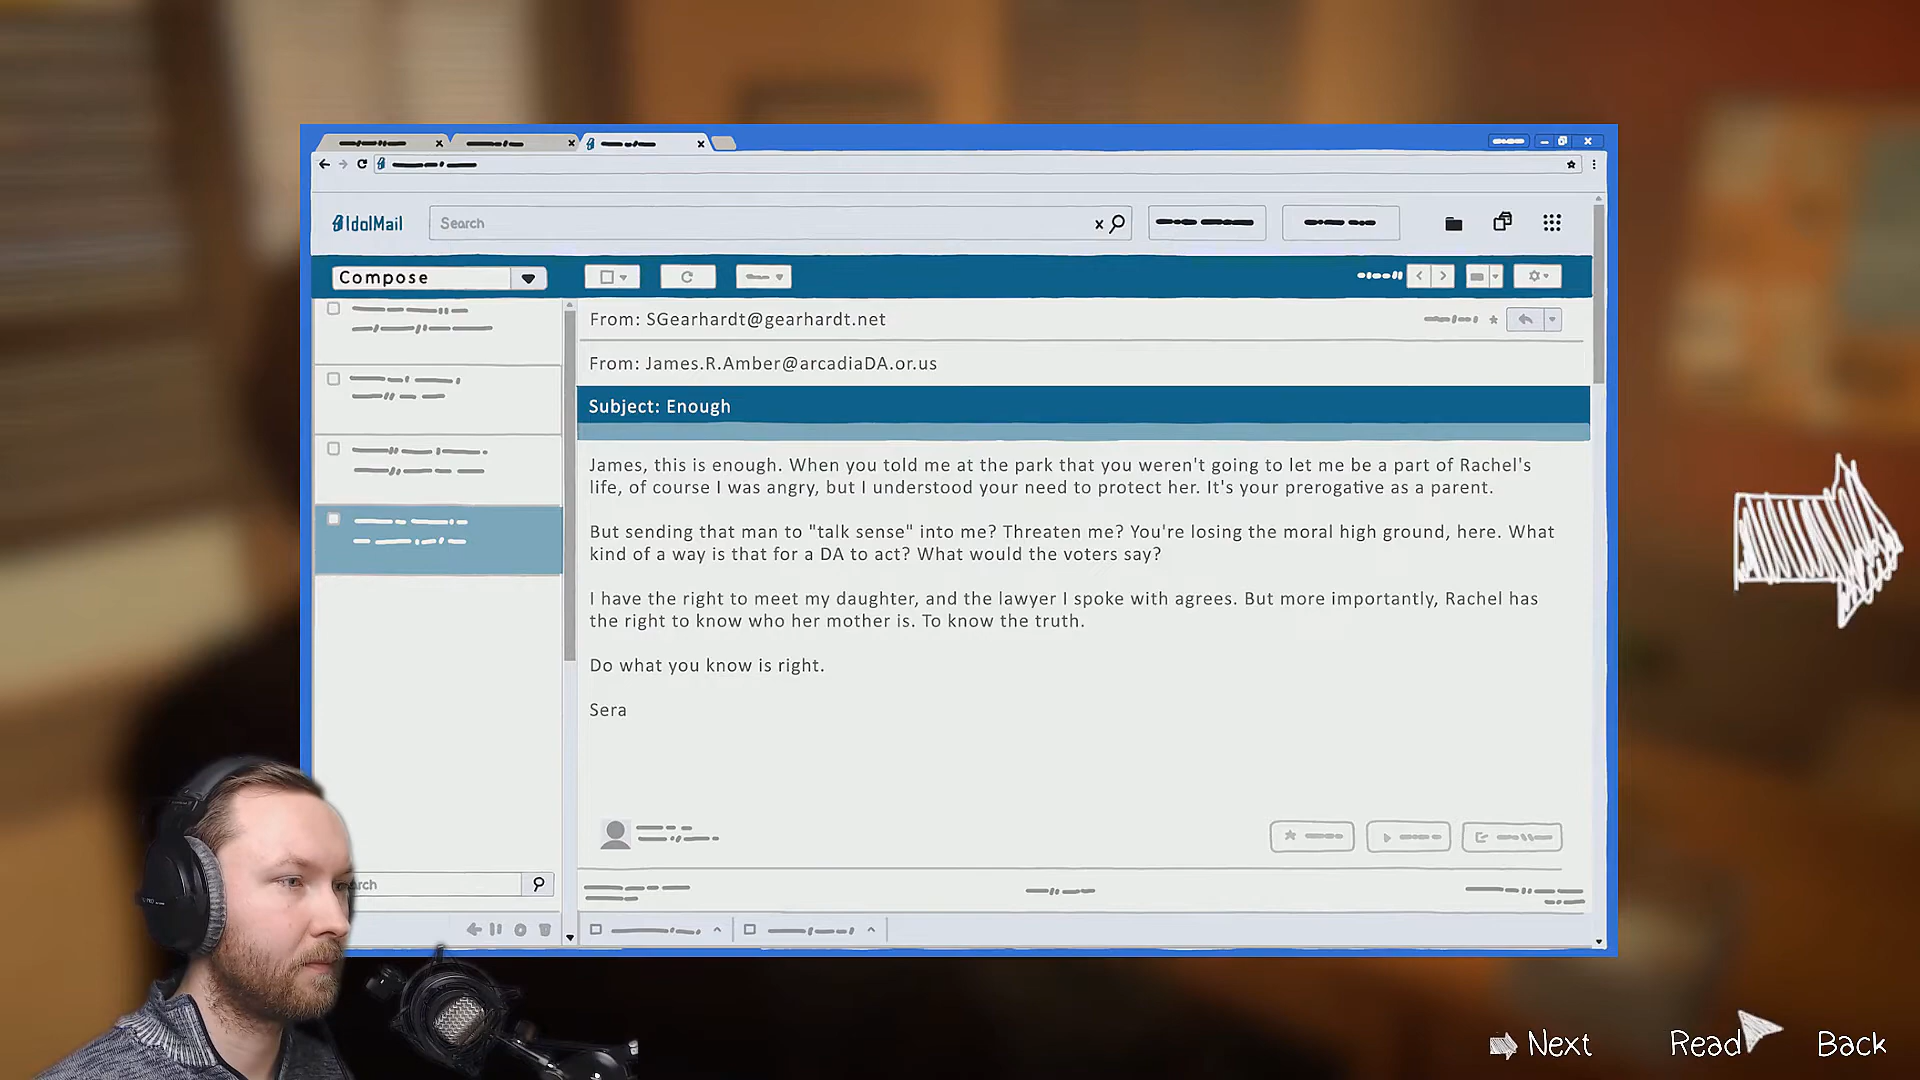 IdolMail
Search
Compose
From: SGearhardt@gearhardt.net
From: James.R.Amber@arcadiaDA.or.us
Subject: Enough
James, this is enough. When you told me at the park that you weren't going to let me be a part of Rachel's
life, of course I was angry, but I understood your need to protect her. It's your prerogative as a parent.
But sending that man to "talk sense" into me? Threaten me? You're losing the moral high ground, here. What
kind of a way is that for a DA to act? What would the voters say?
I have the right to meet my daughter, and the lawyer I spoke with agrees. But more importantly, Rachel has
the right to know who her mother is. To know the truth.
Do what you know is right.
Sera
Next
Read
Back